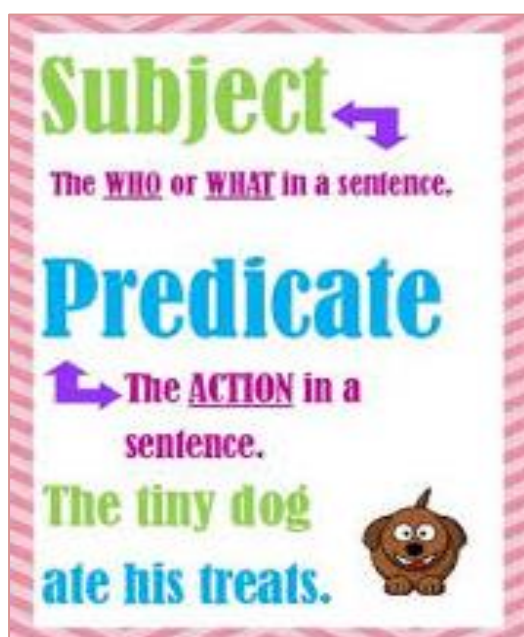 Subject
The WHO or WHAT in a sentence.
Predicate
The ACTION in a
sentence.
The tiny dog
ate his treats.